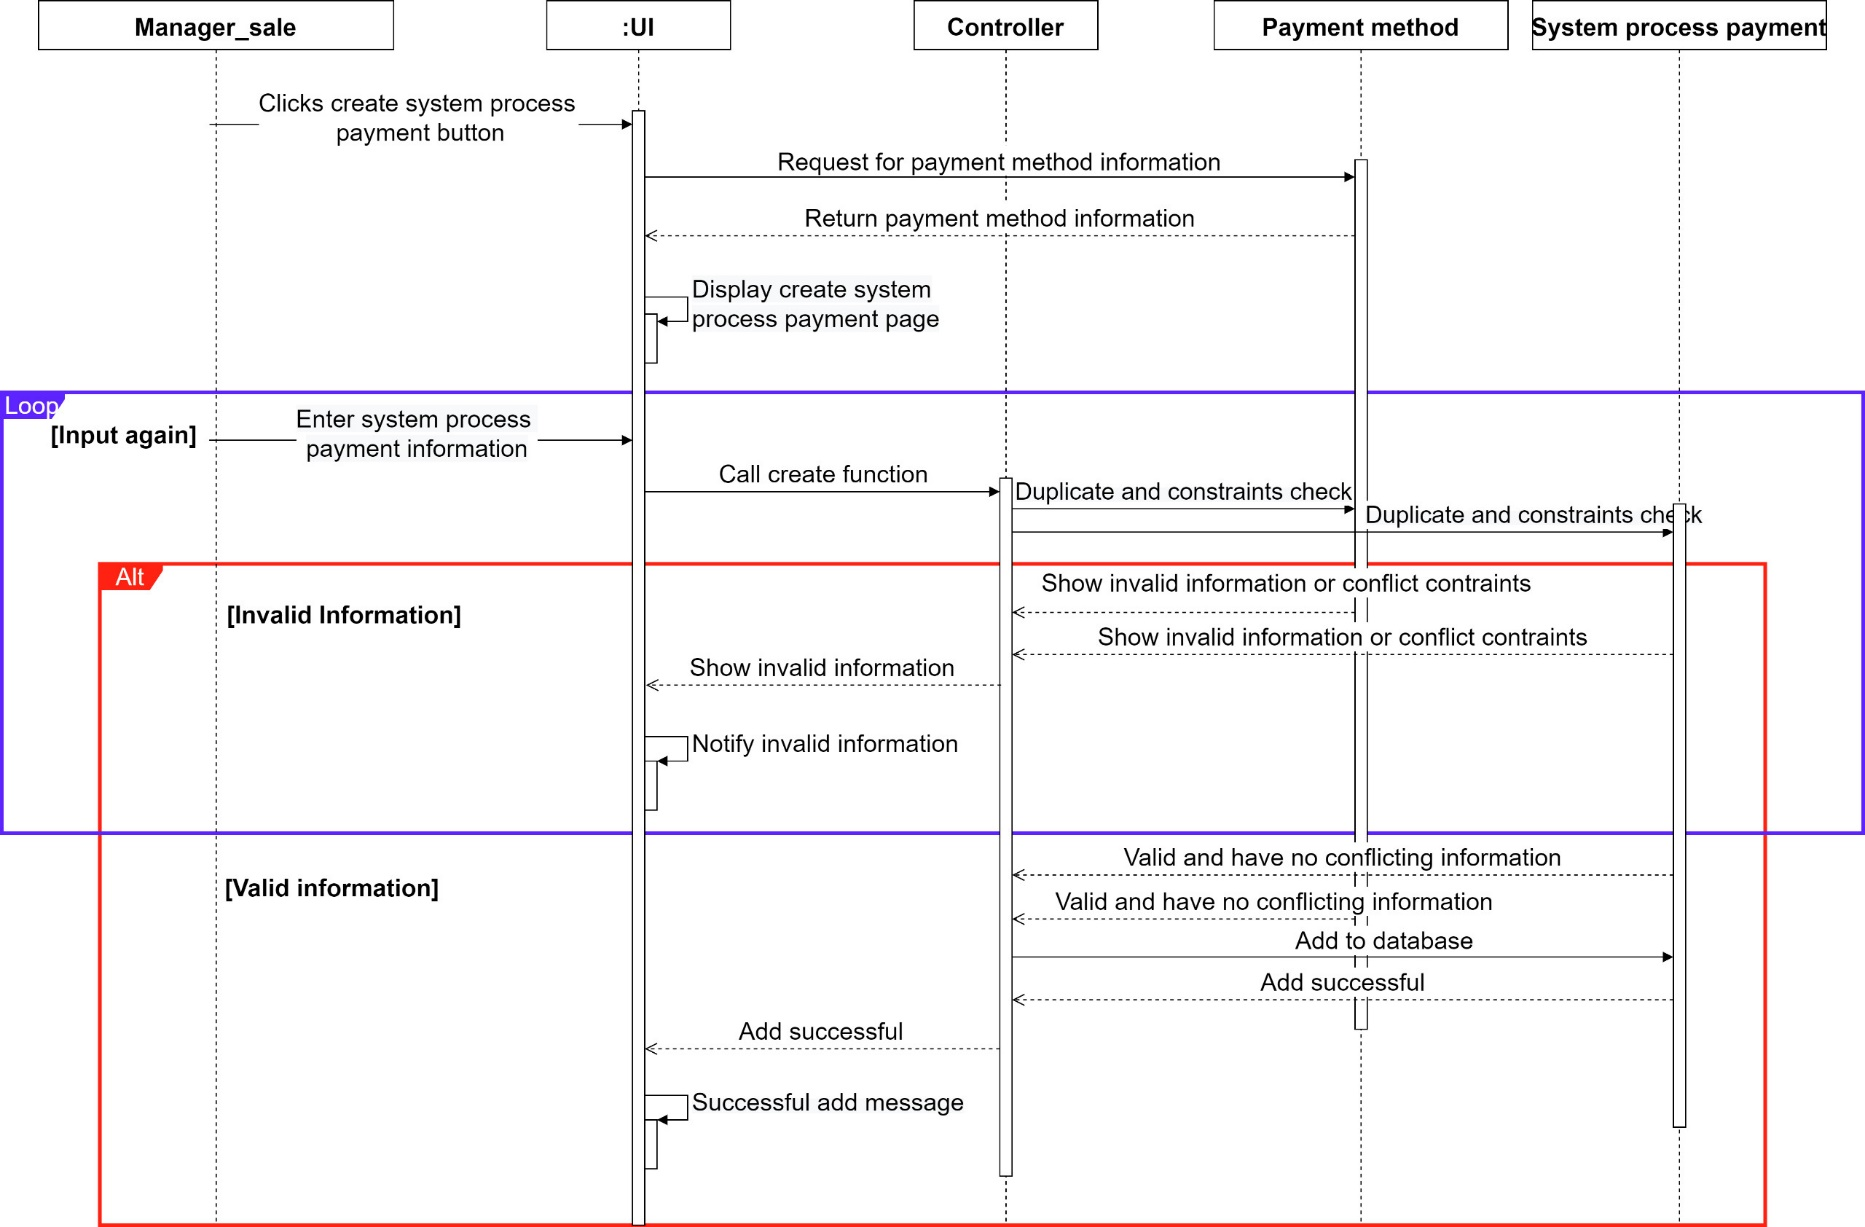 Manager_sale
:UI
Controller
Payment method
System process payment
Clicks create system process
payment button
Request for payment method information
Return payment method information
Display create system
process payment page
Loop
[Input again]
Enter system process
payment information
Call create function
Duplicate and constraints check
Duplicate and constraints check
Alt
[Invalid Information]
Show invalid information or conflict contraints
Show invalid information or conflict contraints
Show invalid information
Notify invalid information
Valid and have no conflicting information
[Valid information]
Valid and have no conflicting information
Add to database
Add successful
Add successful
Successful add message